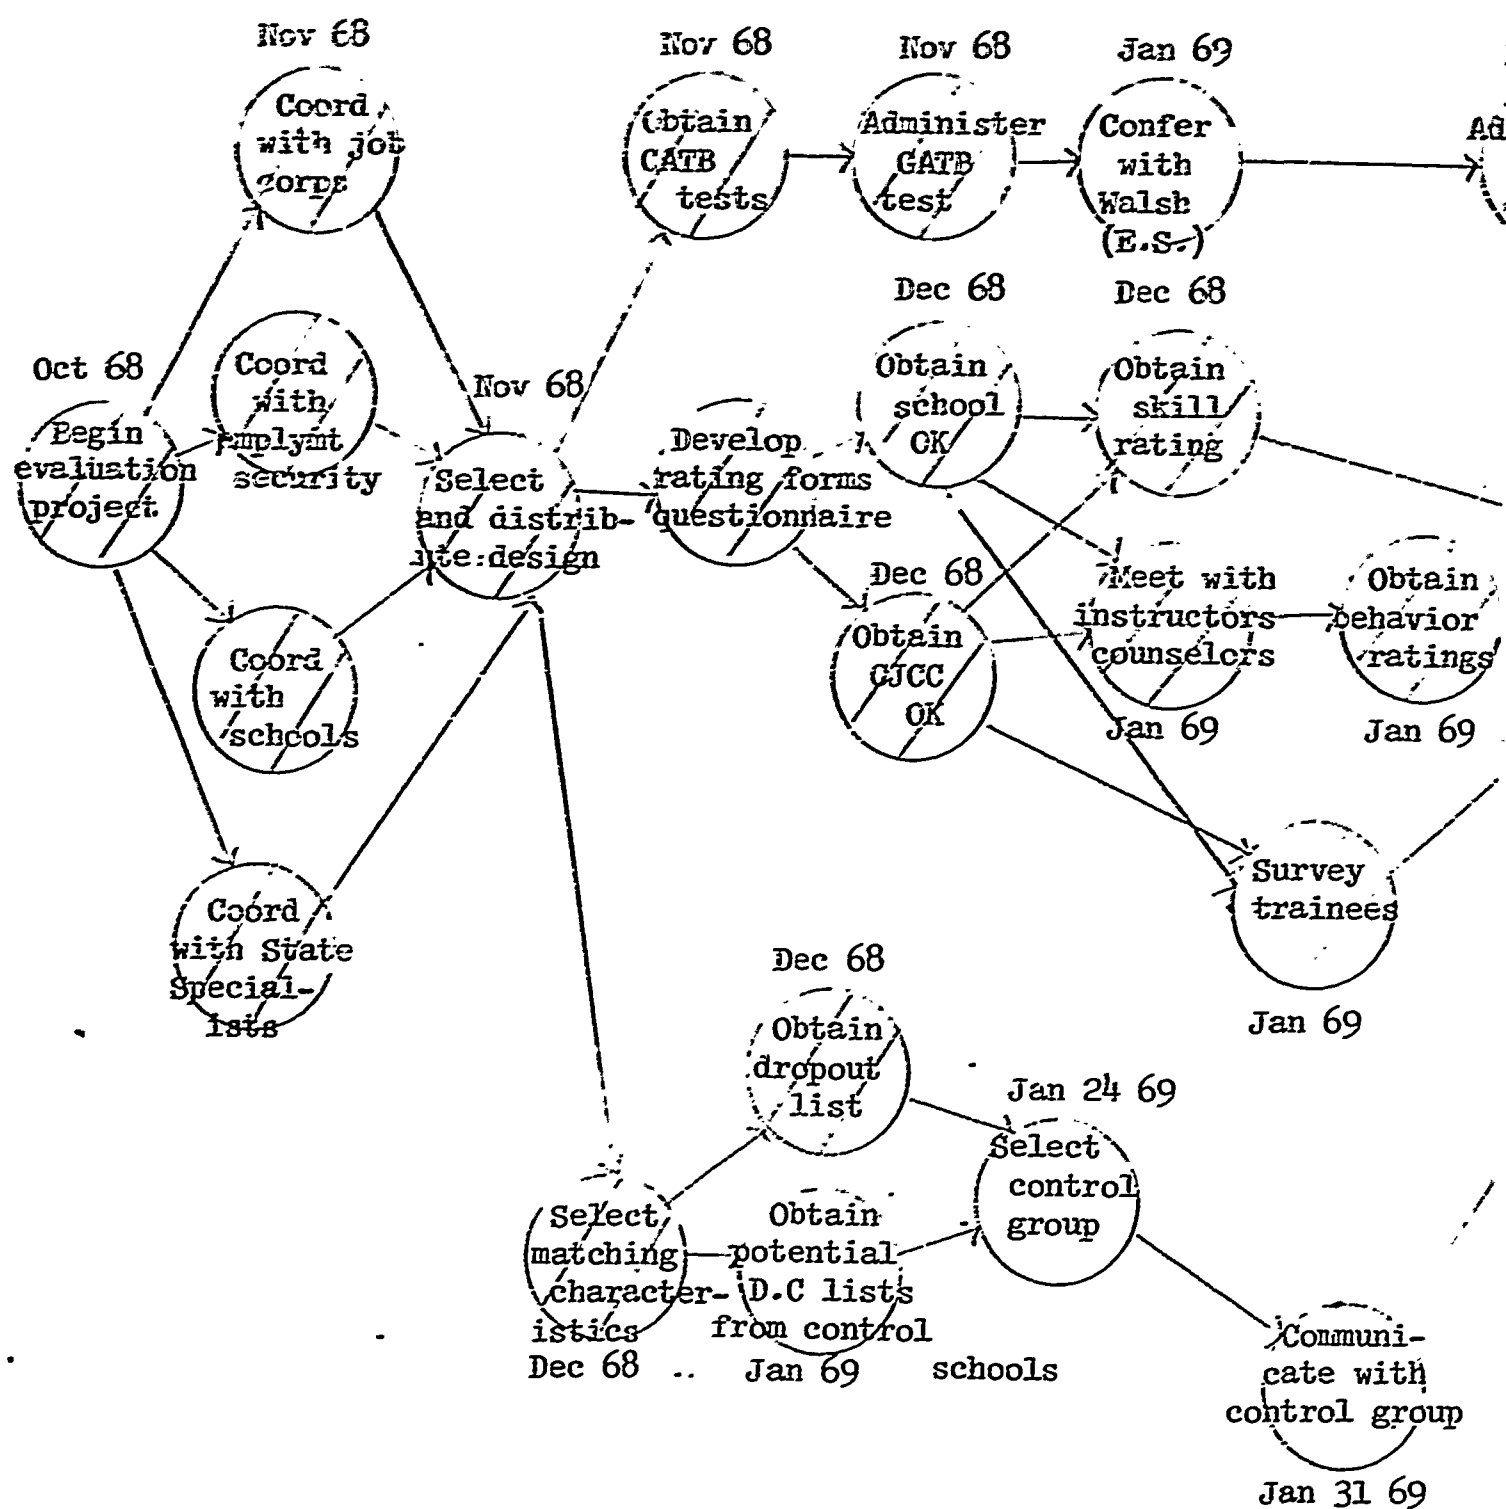 Nov 68
Coord
with job
corps
Nov 68
Obtain
CATB
tests
Nov 68
Administer
GATB
test
Jan 69
Confer
with
Walsh
(E.S.)
Ad
Oct 68
Begin
evaluation
project
Coord
with
emplymt
security
Nov 68
Select
and distrib-
ute design
Develop
rating forms
questionnaire
Dec 68
Obtain
school
OK
Dec 68
Obtain
skill
rating
Coord
with
schools
Dec 68
Obtain
CJCC
OK
Meet with
instructors
counselors
Jan 69
Obtain
behavior
ratings
Jan 69
Coord
with State
Special-
ists
Survey
trainees
Jan 69
Dec 68
Obtain
dropout
list
Jan 24 69
Select
control
group
Select
matching
character-
istics
Dec 68
Obtain
potential
D.C lists
from control
schools
Jan 69
Communi-
cate with
control group
Jan 31 69